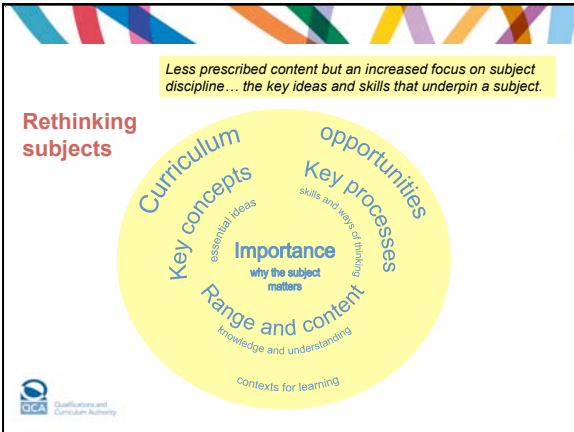 Less prescribed content but an increased focus on subject
discipline… the key ideas and skills that underpin a subject.
Rethinking
subjects
Curriculum opportunities
Key concepts
essential ideas
Key processes
skills and ways of thinking
Importance
why the subject
matters
Range and content
knowledge and understanding
contexts for learning
QCA
Qualifications and
Curriculum Authority